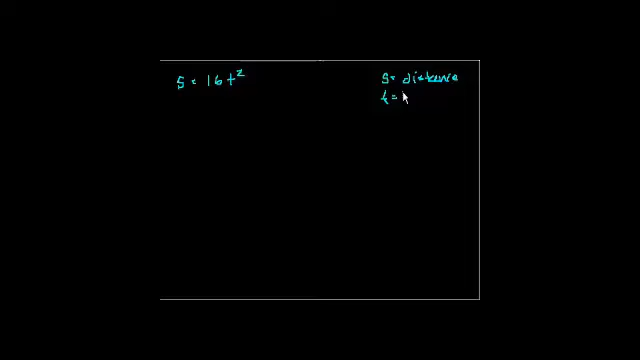 s = 16t²
s = distance
t =